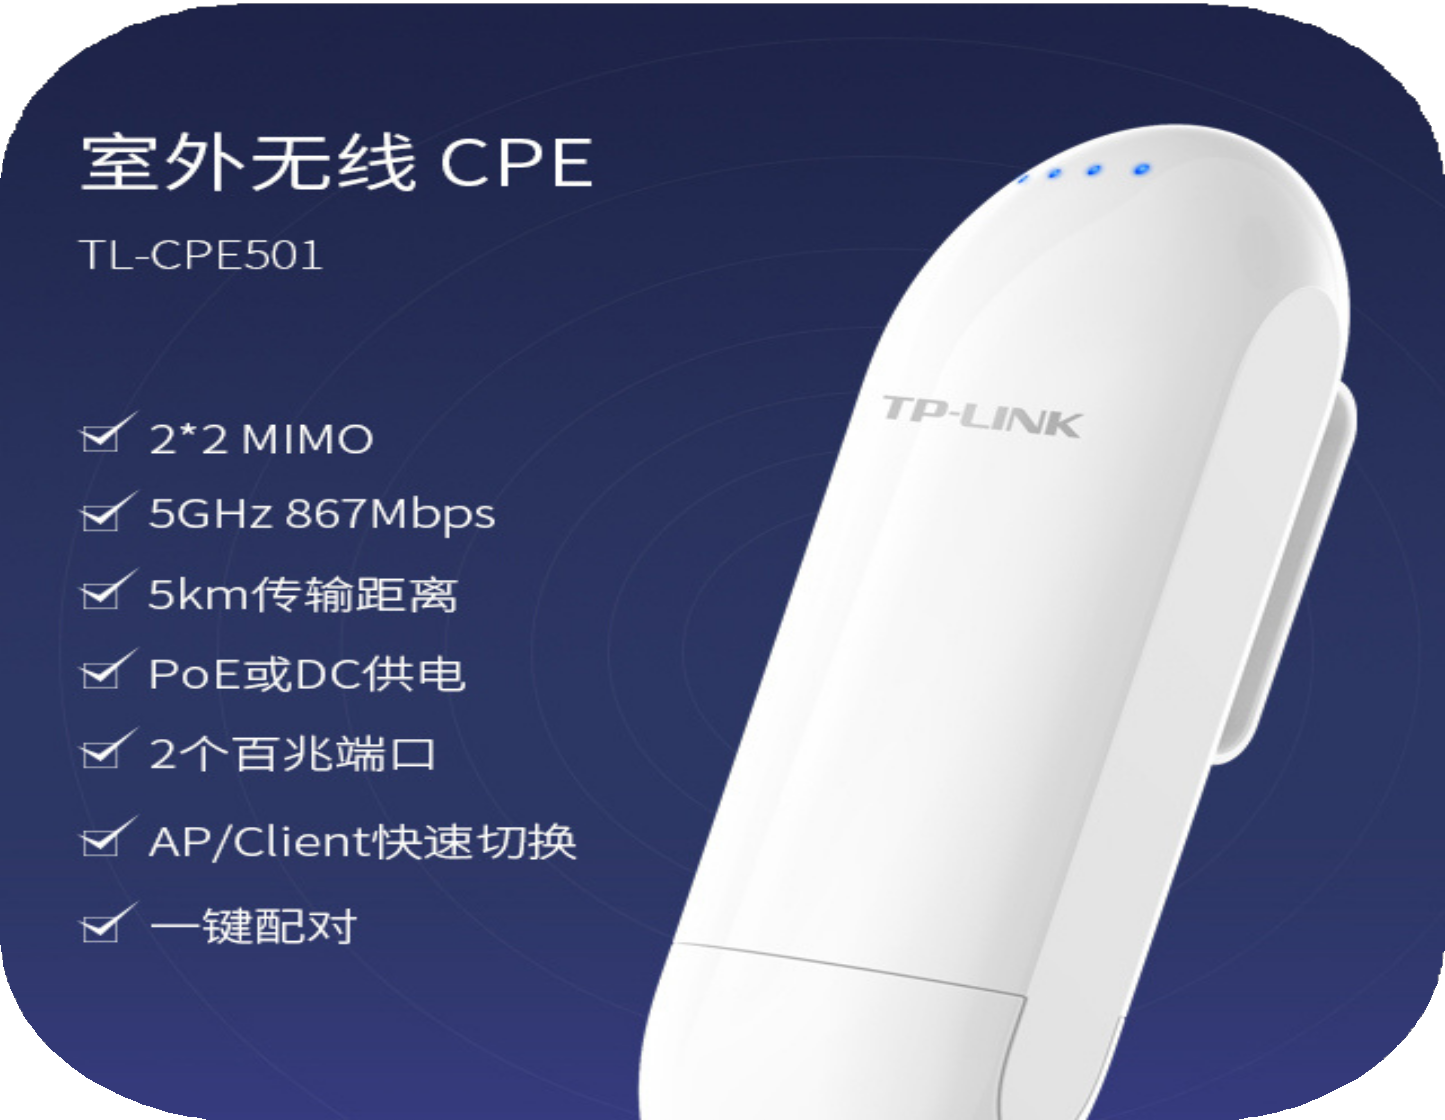 室外无线 CPE
TL-CPE501
2*2 MIMO
5GHz 867Mbps
5km传输距离
PoE或DC供电
2个百兆端口
AP/Client快速切换
一键配对
TP-LINK